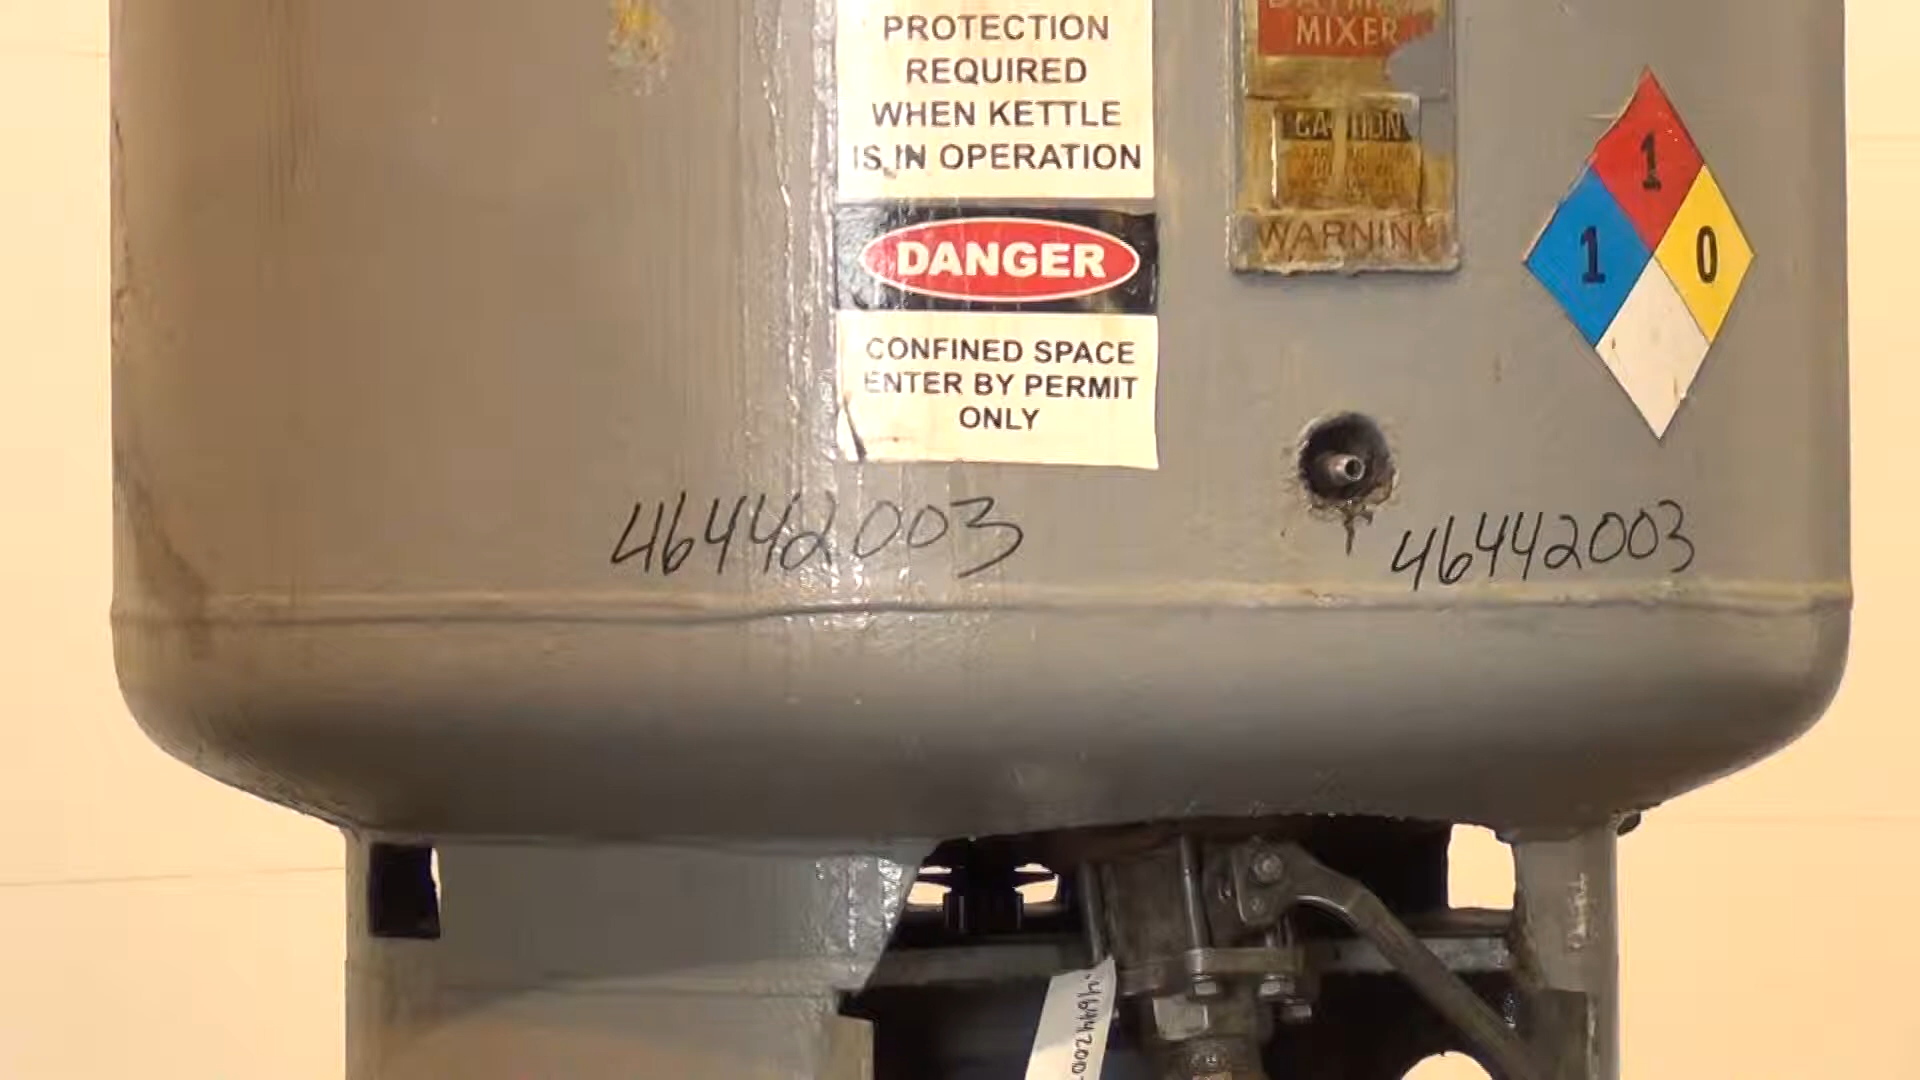 PROTECTION
REQUIRED
WHEN KETTLE
IS IN OPERATION
DANGER
CONFINED SPACE
ENTER BY PERMIT
ONLY
MIXER
CAUTION
WARNING
1
1
0
46442003
46442003